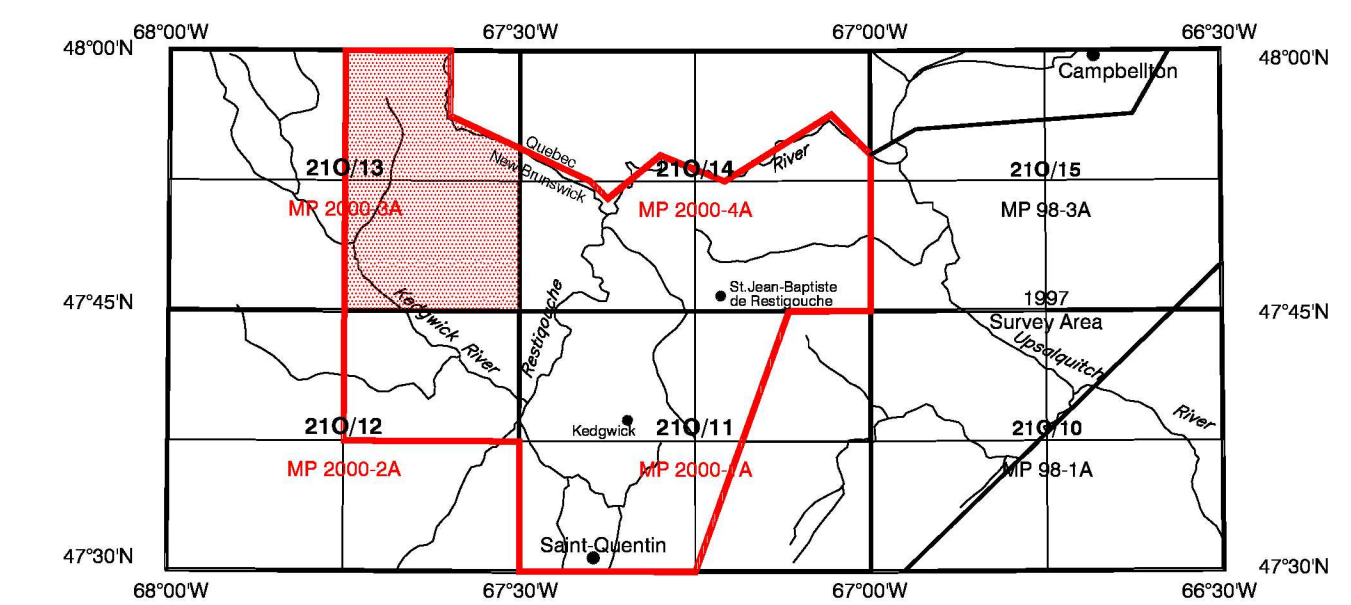 68°00'W 67°30'W 67°00'W 66°30'W
48°00'N 48°00'N
Campbellton
Quebec
New Brunswick
River
21O/13 21O/14 21O/15
MP 2000-3A MP 2000-4A MP 98-3A
St.Jean-Baptiste
de Restigouche
1997
Survey Area
47°45'N 47°45'N
Kedgwick River
Restigouche
Upsalquitch River
Kedgwick
21O/12 21O/11 21O/10
MP 2000-2A MP 2000-1A MP 98-1A
Saint-Quentin
47°30'N 47°30'N
68°00'W 67°30'W 67°00'W 66°30'W